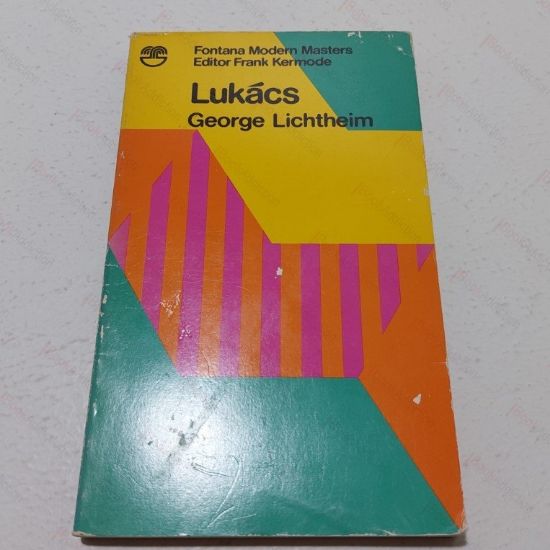 Fontana Modern Masters
Editor Frank Kermode
Lukács
George Lichtheim